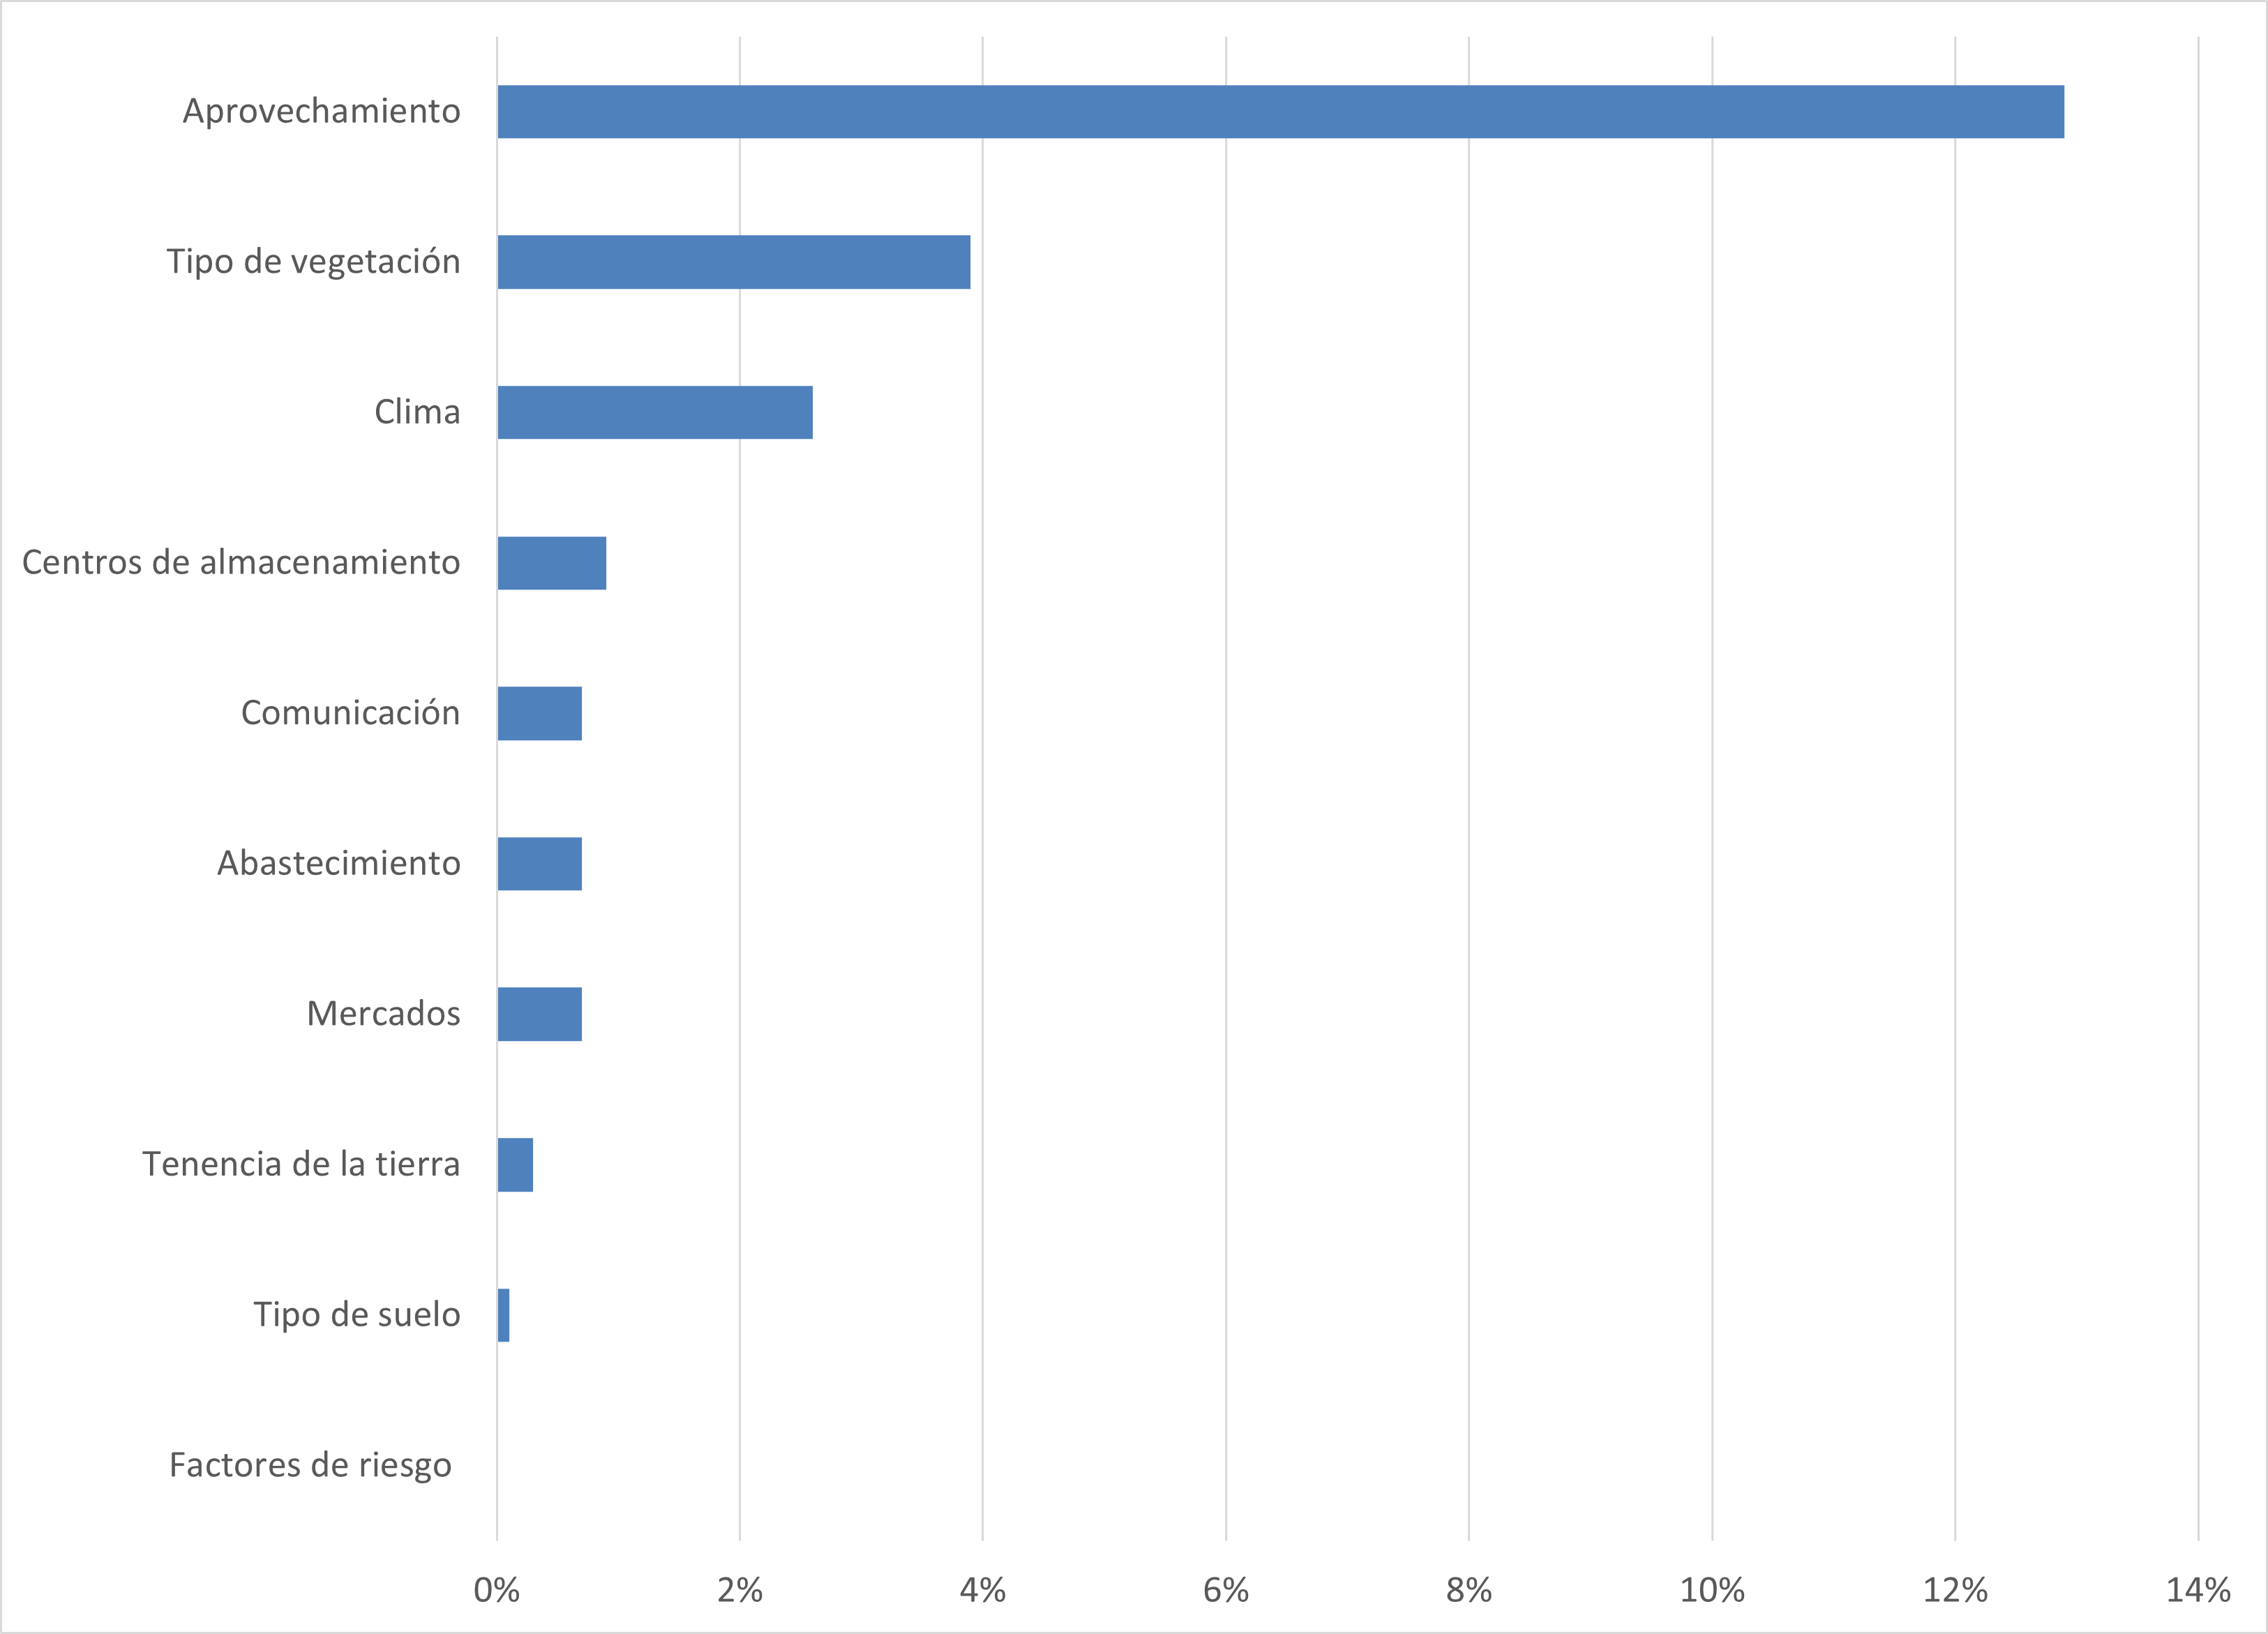 Aprovechamiento
Tipo de vegetación
Clima
Centros de almacenamiento
Comunicación
Abastecimiento
Mercados
Tenencia de la tierra
Tipo de suelo
Factores de riesgo
0% 2% 4% 6% 8% 10% 12% 14%